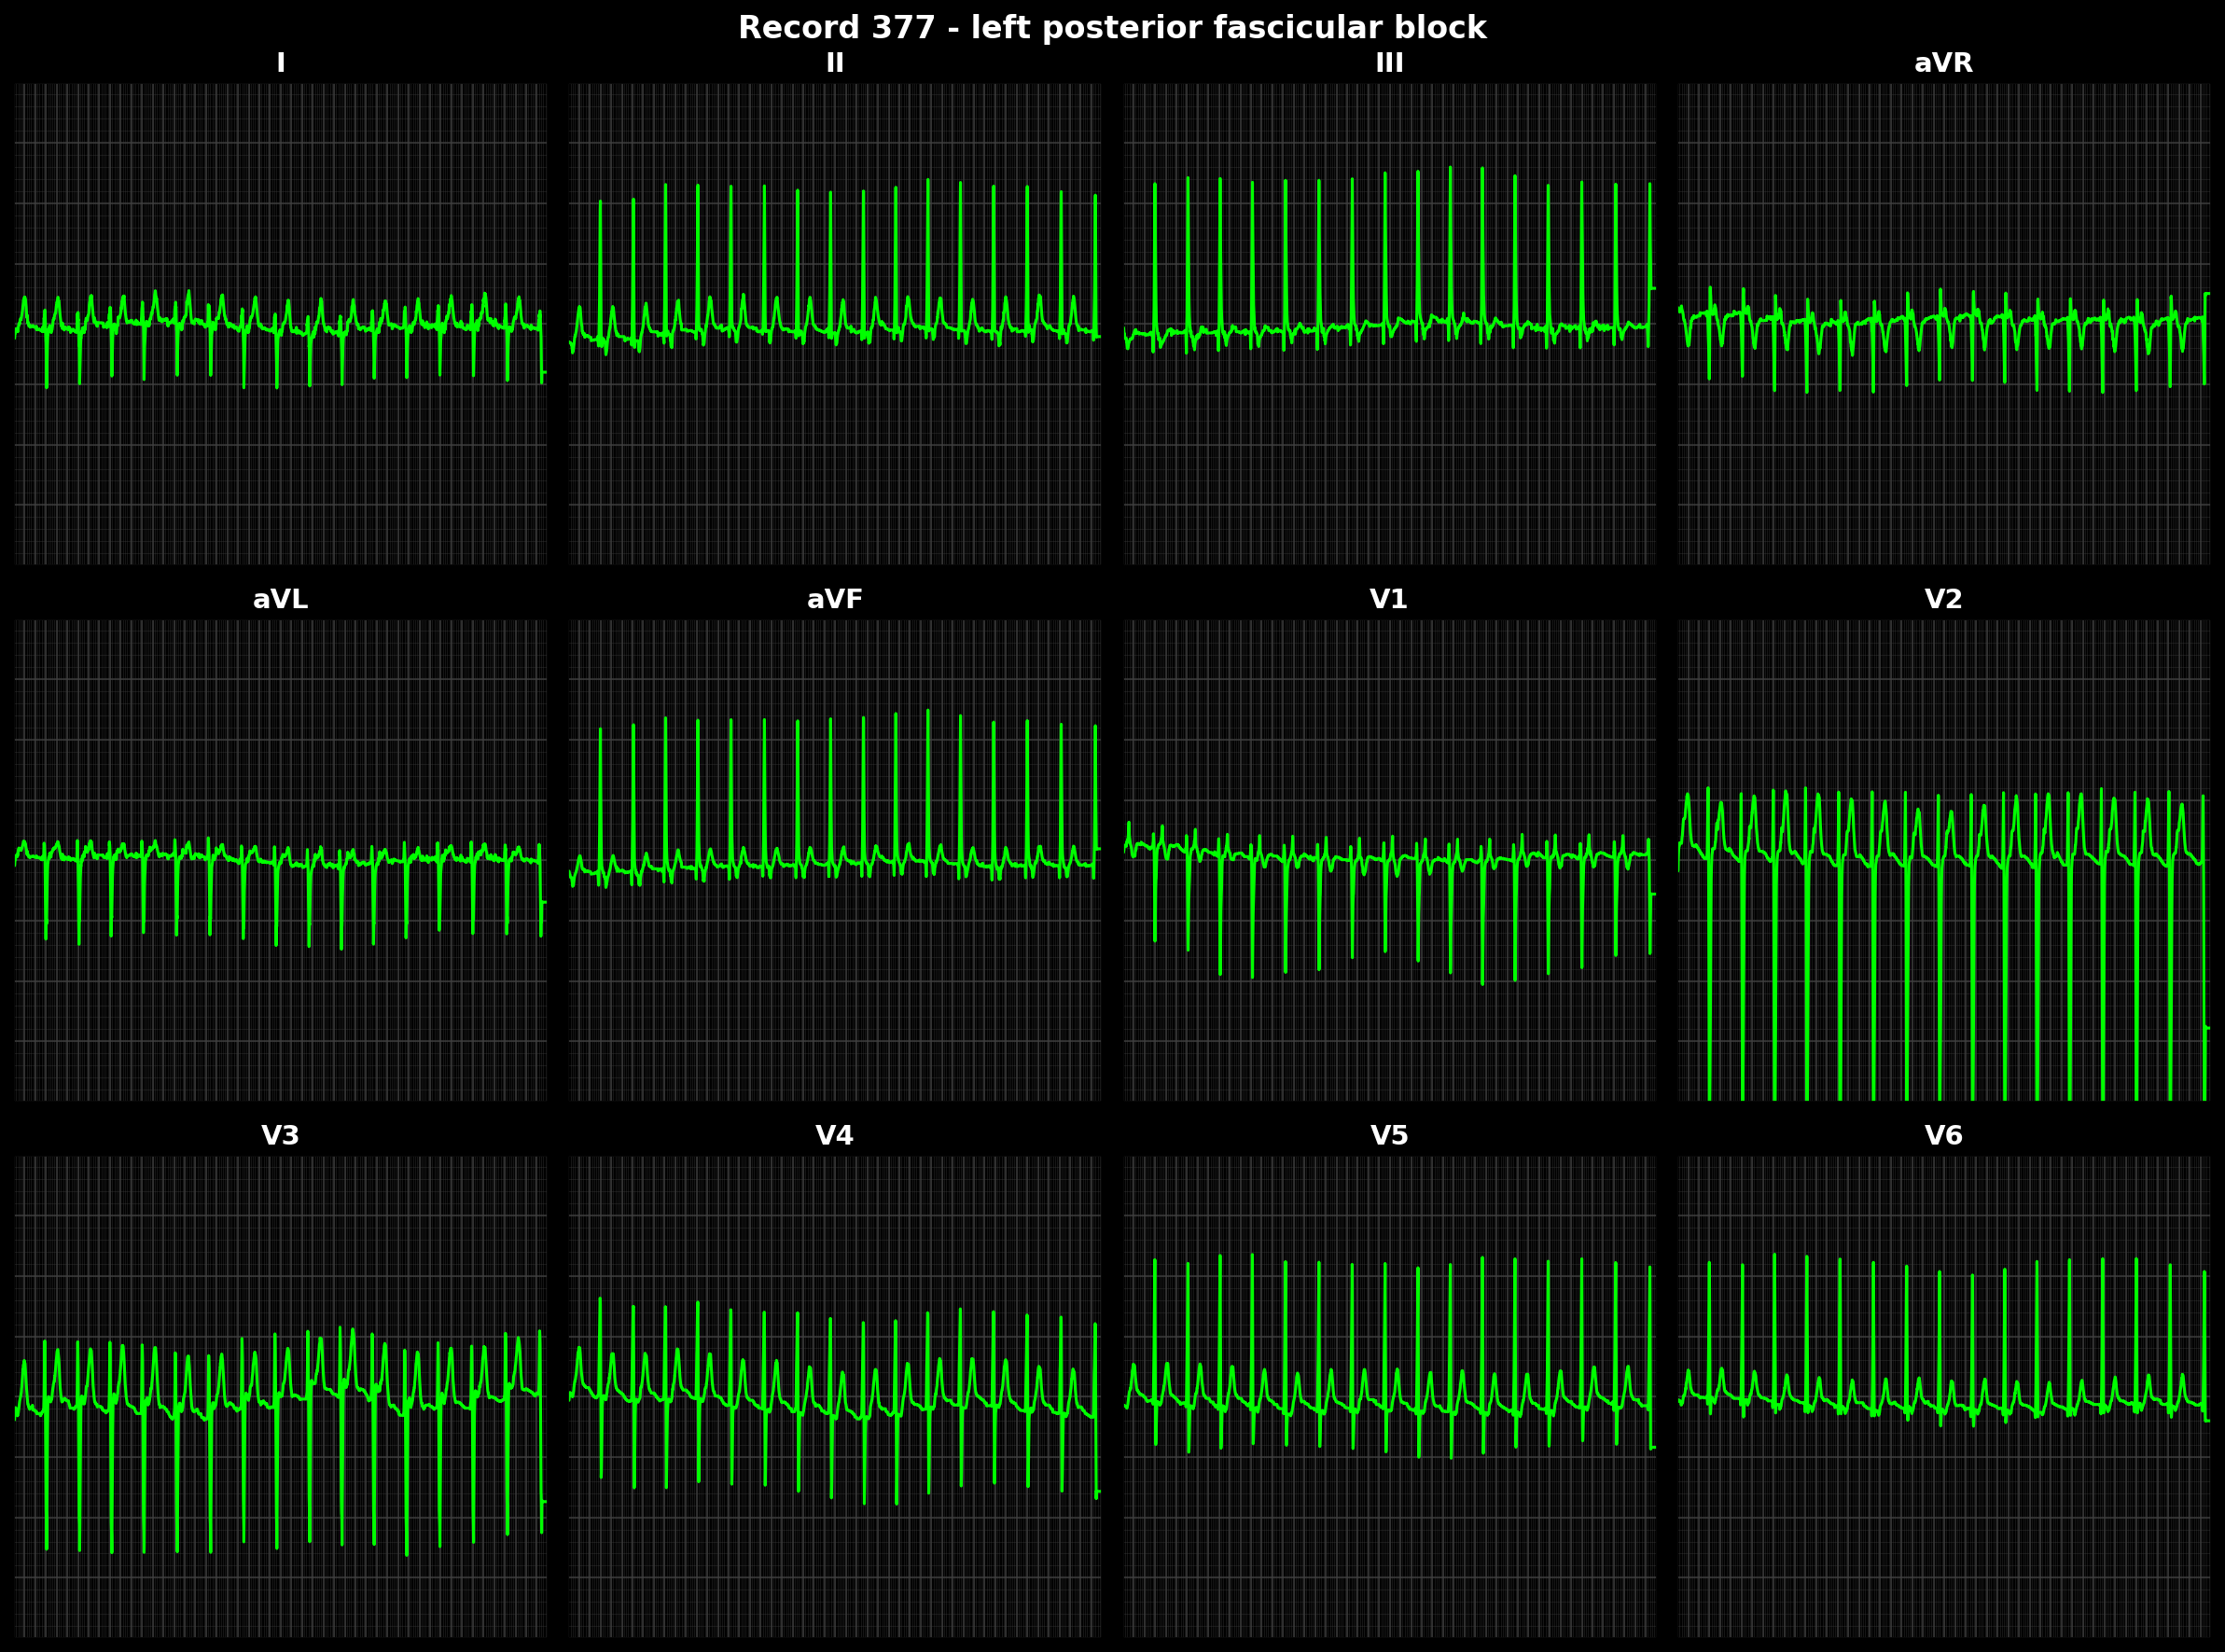 Record 377 - left posterior fascicular block
I II III aVR
aVL aVF V1 V2
V3 V4 V5 V6